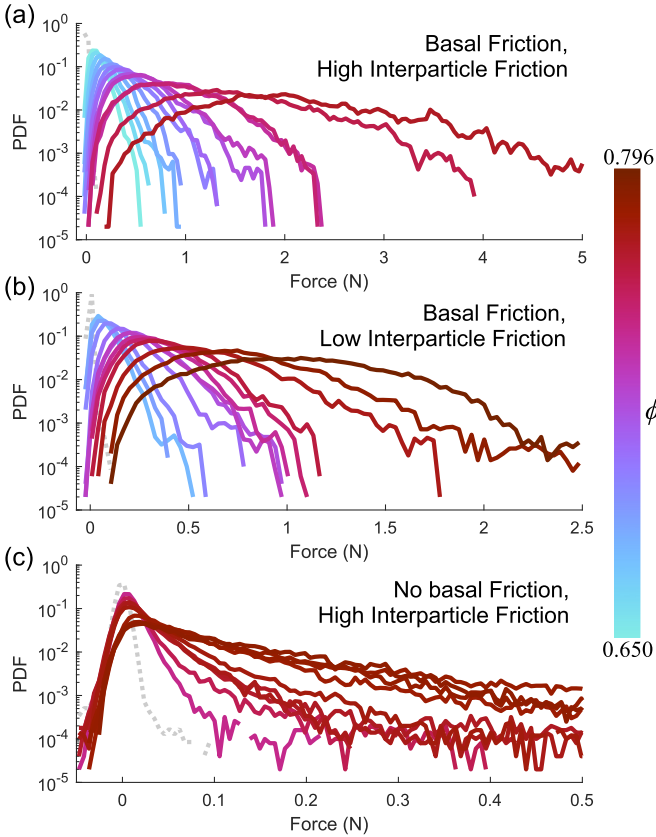 (a)
10^0
10^-1
10^-2
10^-3
10^-4
10^-5
PDF
Basal Friction,
High Interparticle Friction
0 1 2 3 4 5
Force (N)
(b)
10^0
10^-1
10^-2
10^-3
10^-4
10^-5
PDF
Basal Friction,
Low Interparticle Friction
0 0.5 1 1.5 2 2.5
Force (N)
(c)
10^0
10^-1
10^-2
10^-3
10^-4
10^-5
PDF
No basal Friction,
High Interparticle Friction
0 0.1 0.2 0.3 0.4 0.5
Force (N)
0.796
ϕ
0.650